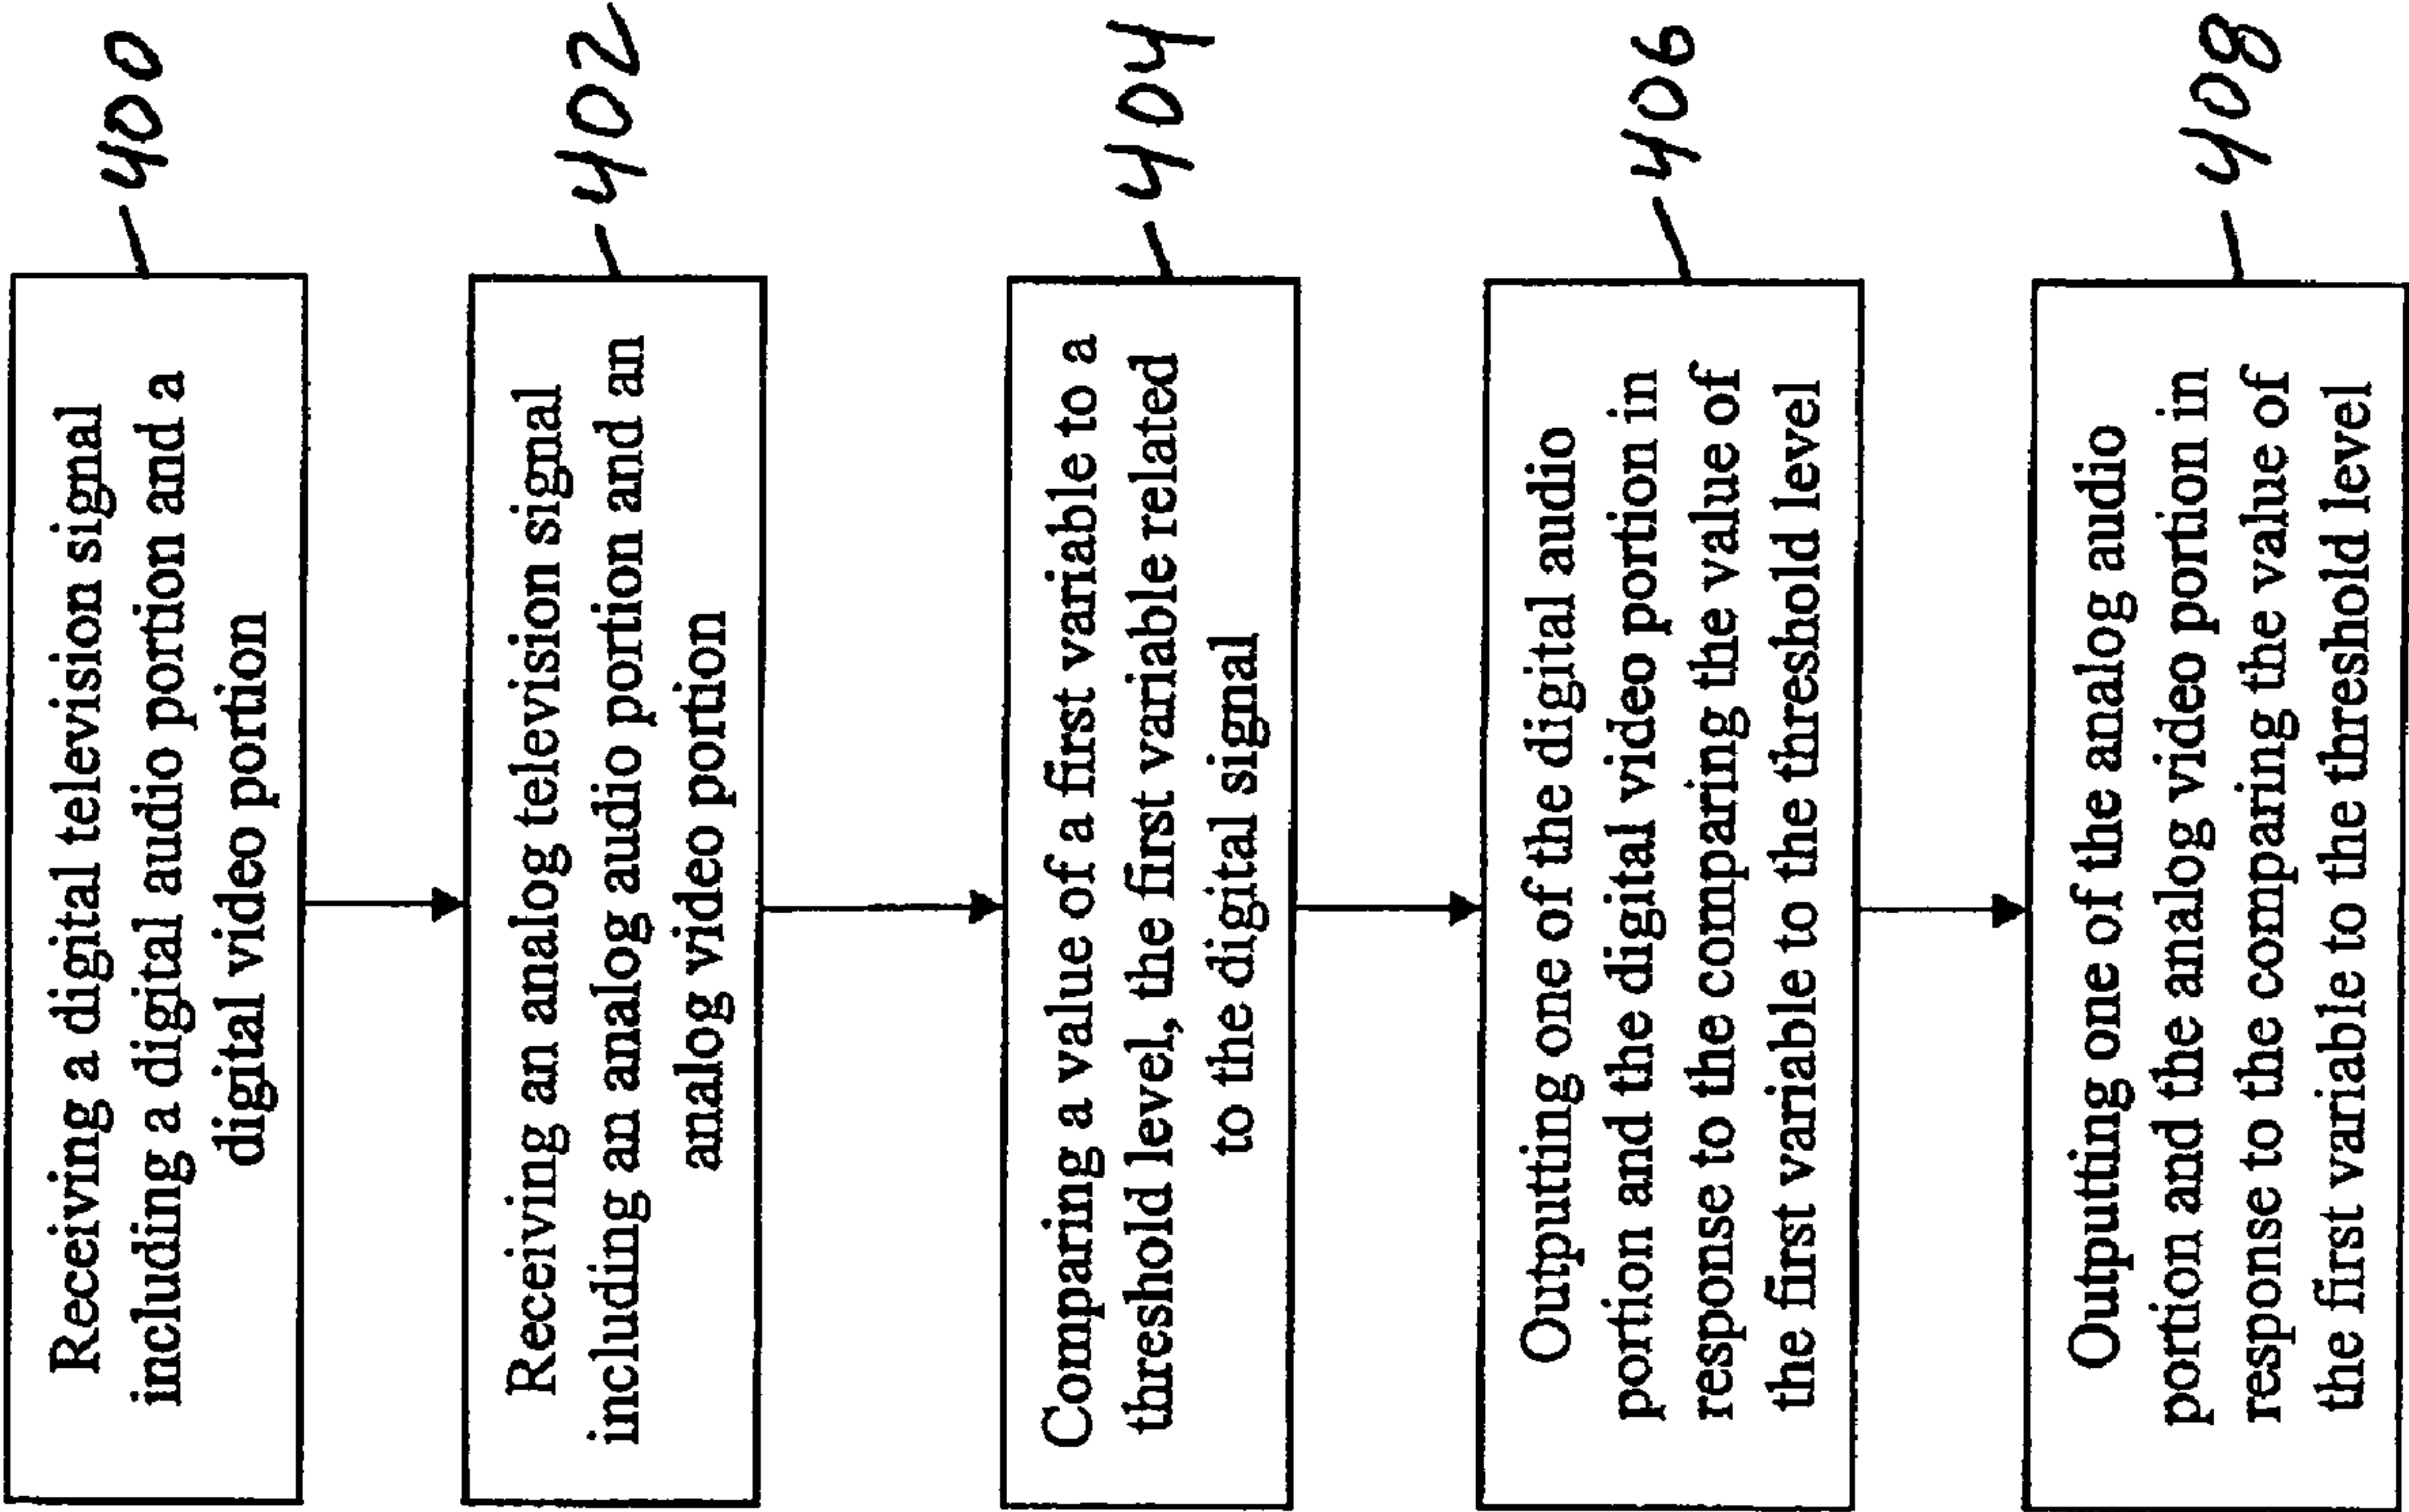 Receiving a digital television signal
including a digital audio portion and a
digital video portion
400
Receiving an analog television signal
including an analog audio portion and an
analog video portion
402
Comparing a value of a first variable to a
threshold level, the first variable related
to the digital signal
404
Outputting one of the digital audio
portion and the digital video portion in
response to the comparing the value of
the first variable to the threshold level
406
Outputting one of the analog audio
portion and the analog video portion in
response to the comparing the value of
the first variable to the threshold level
408